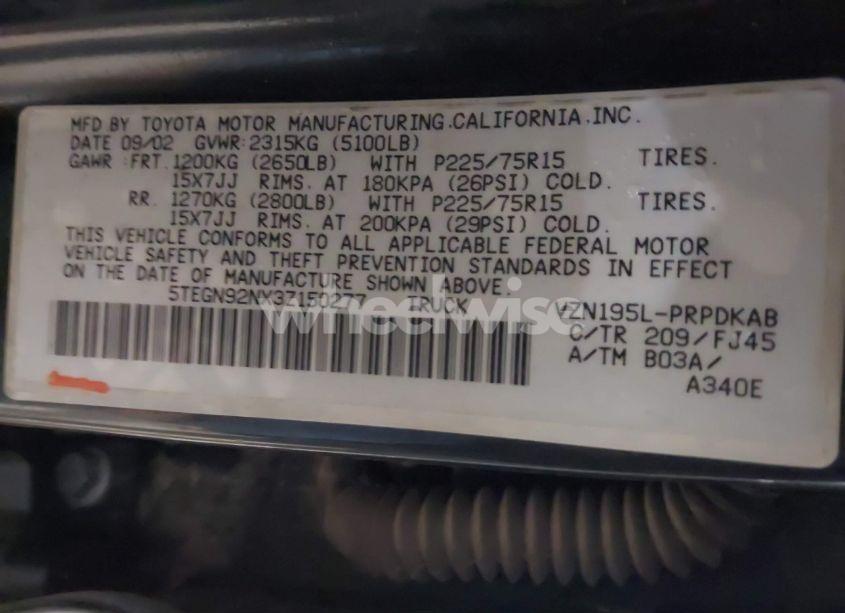 MFD BY TOYOTA MOTOR MANUFACTURING.CALIFORNIA.INC.
DATE 09/02 GVWR:2315KG (5100LB)
GAWR :FRT. 1200KG (2650LB) WITH P225/75R15 TIRES.
15X7JJ RIMS. AT 180KPA (26PSI) COLD.
RR. 1270KG (2800LB) WITH P225/75R15 TIRES.
15X7JJ RIMS. AT 200KPA (29PSI) COLD.
THIS VEHICLE CONFORMS TO ALL APPLICABLE FEDERAL MOTOR
VEHICLE SAFETY AND THEFT PREVENTION STANDARDS IN EFFECT
ON THE DATE OF MANUFACTURE SHOWN ABOVE.
5TEGN92NX3Z150277 TRUCK VZN195L-PRPDKAB
wheelwise
C/TR 209/FJ45
A/TM B03A/
A340E